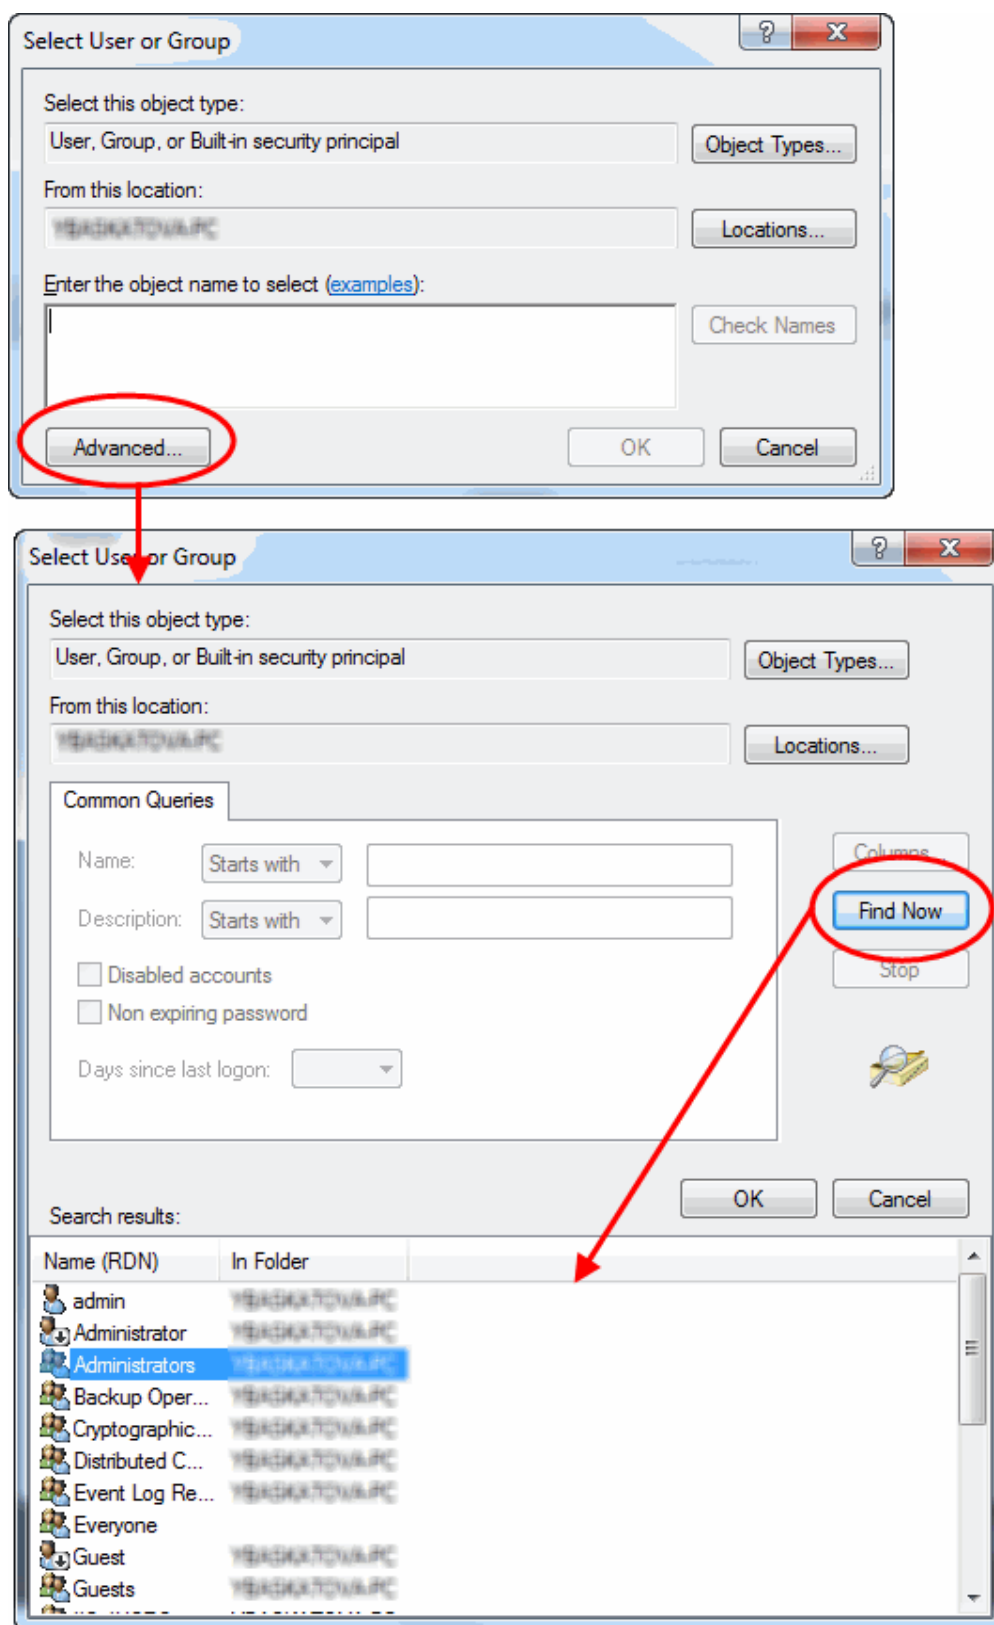 Select User or Group
Select this object type:
User, Group, or Built-in security principal
Object Types...
From this location:
Locations...
Enter the object name to select (examples):
Check Names
Advanced...
OK
Cancel
Select User or Group
Select this object type:
User, Group, or Built-in security principal
Object Types...
From this location:
Locations...
Common Queries
Name:
Starts with
Columns...
Description:
Starts with
Find Now
Disabled accounts
Stop
Non expiring password
Days since last logon:
OK
Cancel
Search results:
Name (RDN) In Folder
admin
Administrator
Administrators
Backup Oper...
Cryptographic...
Distributed C...
Event Log Re...
Everyone
Guest
Guests